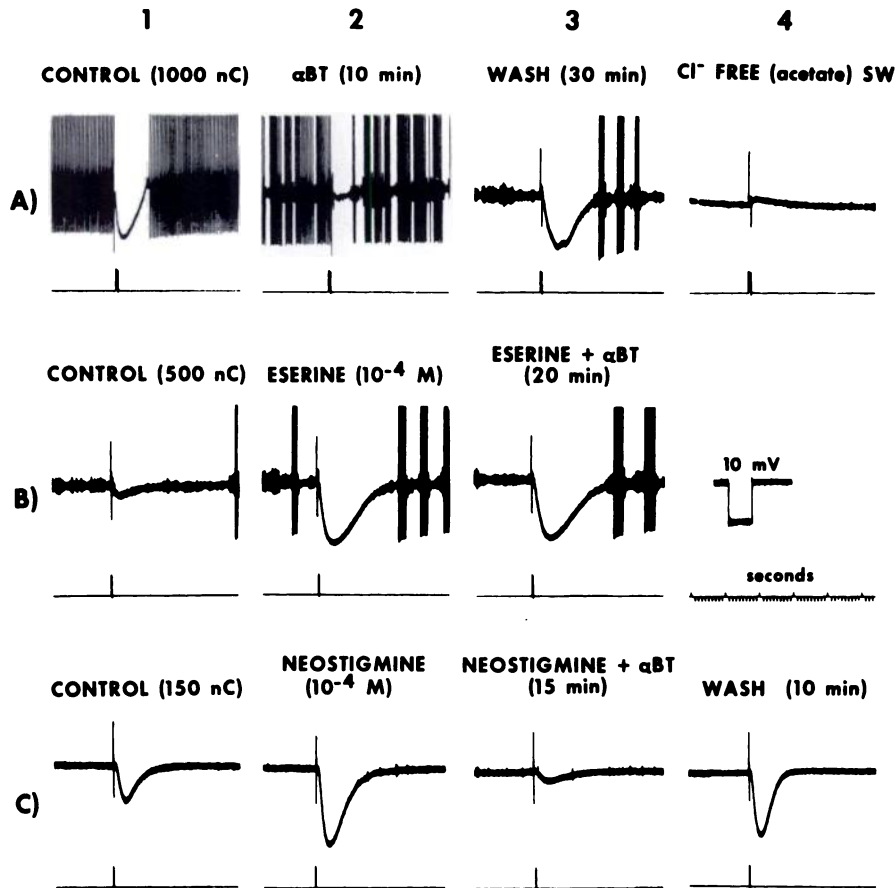 1 2 3 4
CONTROL (1000 nC) αBT (10 min) WASH (30 min) Cl⁻ FREE (acetate) SW
A)
ESERINE + αBT
CONTROL (500 nC) ESERINE (10⁻⁴ M) (20 min)
B)
10 mV
seconds
NEOSTIGMINE NEOSTIGMINE + αBT
CONTROL (150 nC) (10⁻⁴ M) (15 min) WASH (10 min)
C)